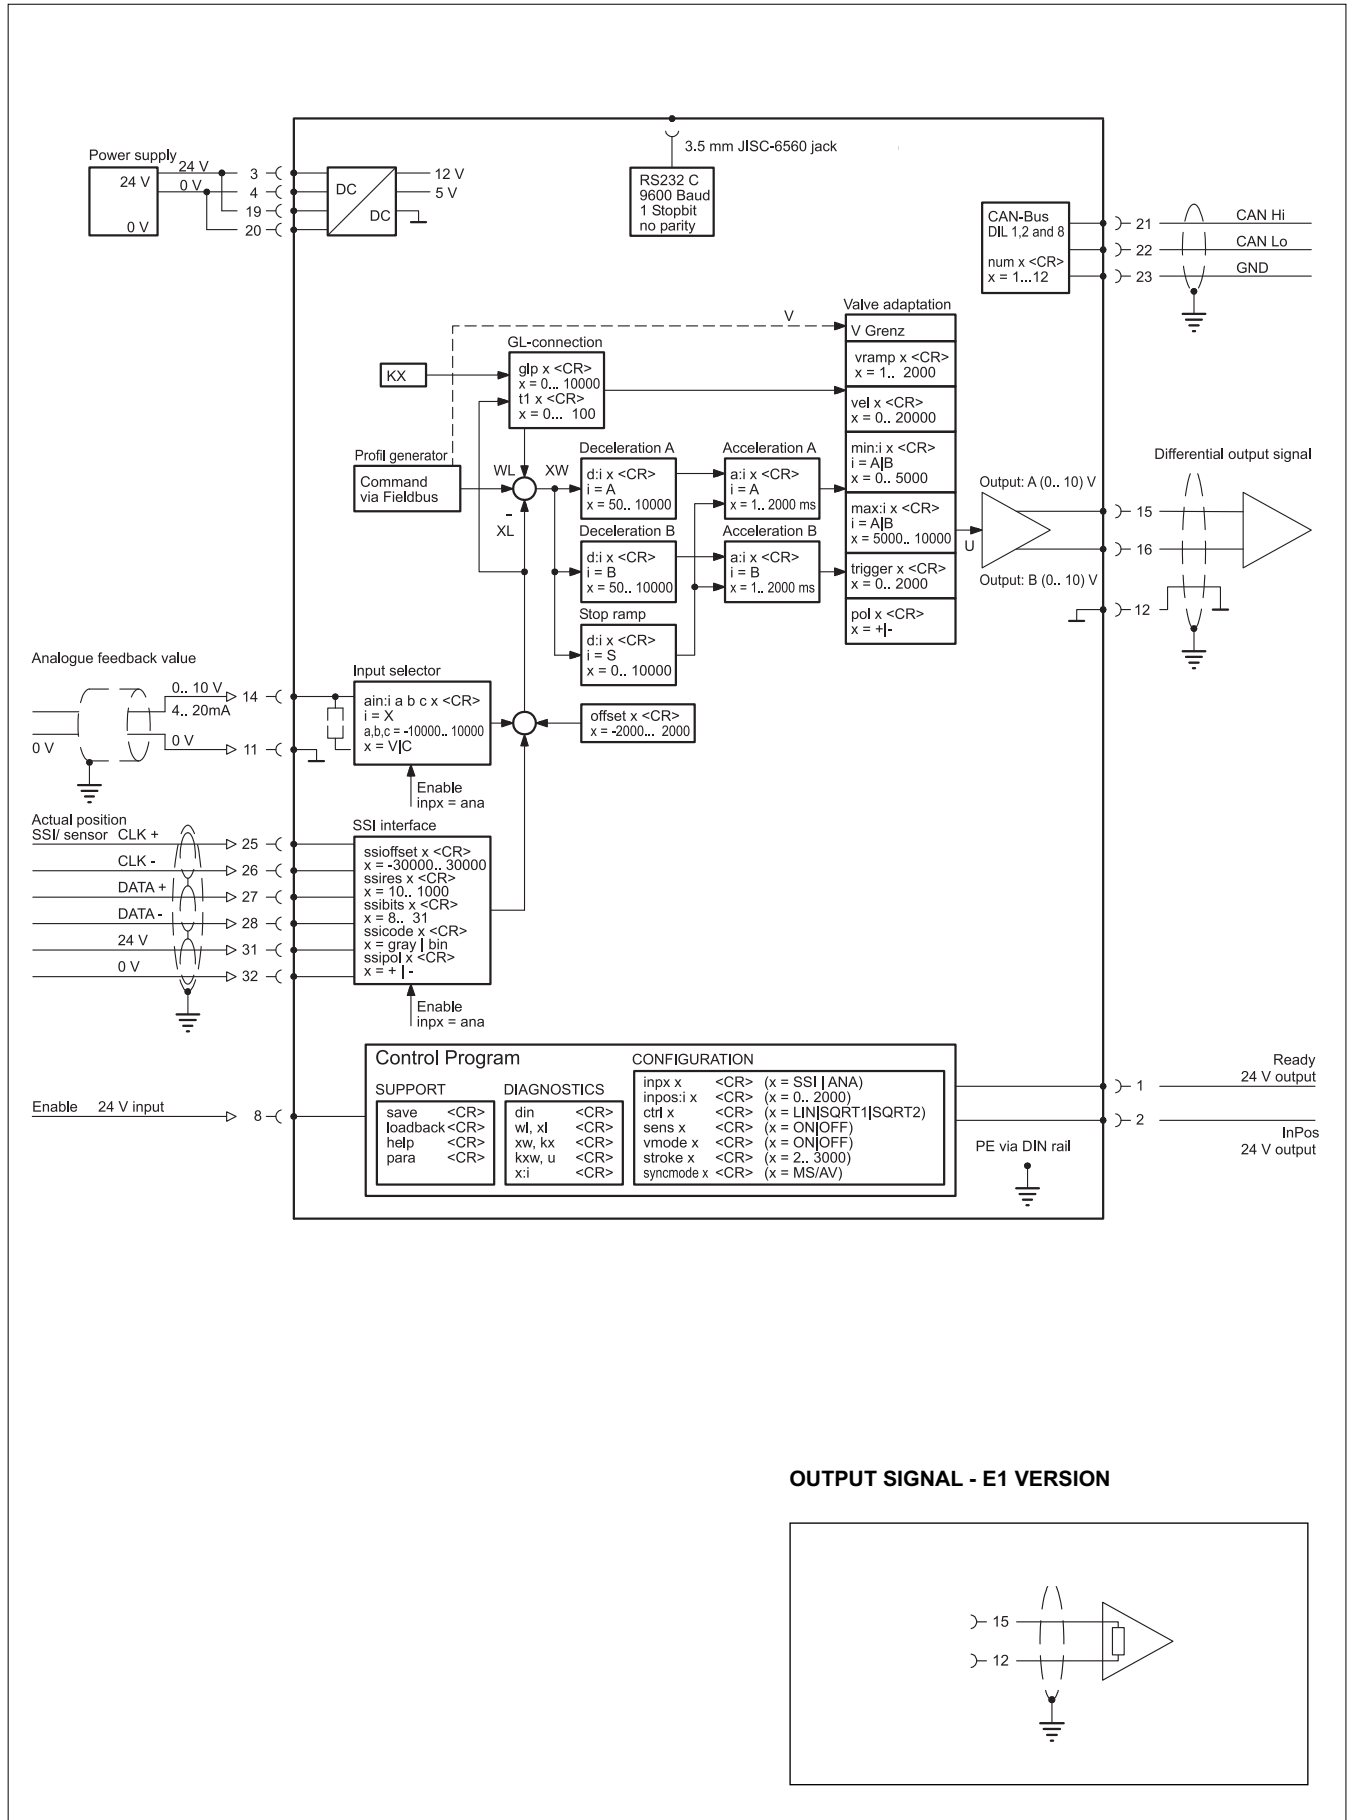 3.5 mm JISC-6560 jack
Power supply
24 V
0 V
24 V
0 V
3
4
19
20
DC
DC
12 V
5 V
RS232 C
9600 Baud
1 Stopbit
no parity
CAN-Bus
DIL 1,2 and 8
num x <CR>
x = 1...12
21
22
23
CAN Hi
CAN Lo
GND
V
Valve adaptation
V Grenz
vramp x <CR>
x = 1.. 2000
vel x <CR>
x = 0.. 20000
min:i x <CR>
i = A|B
x = 0.. 5000
max:i x <CR>
i = A|B
x = 5000.. 10000
trigger x <CR>
x = 0.. 2000
pol x <CR>
x = +|-
GL-connection
glp x <CR>
x = 0... 10000
t1 x <CR>
x = 0... 100
KX
Profil generator
Command
via Fieldbus
WL
XW
-
XL
Deceleration A
d:i x <CR>
i = A
x = 50.. 10000
Deceleration B
d:i x <CR>
i = B
x = 50.. 10000
Stop ramp
d:i x <CR>
i = S
x = 0.. 10000
Acceleration A
a:i x <CR>
i = A
x = 1.. 2000 ms
Acceleration B
a:i x <CR>
i = B
x = 1.. 2000 ms
U
Output: A (0.. 10) V
Output: B (0.. 10) V
Differential output signal
15
16
12
Analogue feedback value
0.. 10 V
4.. 20mA
0 V
0 V
14
11
Input selector
ain:i a b c x <CR>
i = X
a,b,c = -10000.. 10000
x = V|C
Enable
inpx = ana
offset x <CR>
x = -2000... 2000
Actual position
SSI/ sensor
CLK +
CLK -
DATA +
DATA -
24 V
0 V
25
26
27
28
31
32
SSI interface
ssioffset x <CR>
x = -30000.. 30000
ssires x <CR>
x = 10.. 1000
ssibits x <CR>
x = 8.. 31
ssicode x <CR>
x = gray | bin
ssipol x <CR>
x = + | -
Enable
inpx = ana
Control Program
SUPPORT
save <CR>
loadback <CR>
help <CR>
para <CR>
DIAGNOSTICS
din <CR>
wl, xl <CR>
xw, kx <CR>
kxw, u <CR>
x:i <CR>
CONFIGURATION
inpx x <CR> (x = SSI | ANA)
inpos:i x <CR> (x = 0.. 2000)
ctrl x <CR> (x = LIN|SQRT1|SQRT2)
sens x <CR> (x = ON|OFF)
vmode x <CR> (x = ON|OFF)
stroke x <CR> (x = 2.. 3000)
syncmode x <CR> (x = MS/AV)
Enable 24 V input
8
1
2
Ready
24 V output
InPos
24 V output
PE via DIN rail
OUTPUT SIGNAL - E1 VERSION
15
12